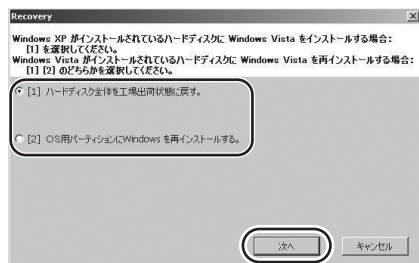 Recovery
Windows XP がインストールされているハードディスクに Windows Vista をインストールする場合:
[1] を選択してください。
Windows Vista がインストールされているハードディスクに Windows Vista を再インストールする場合:
[1] [2] のどちらかを選択してください。
[1] ハードディスク全体を工場出荷状態に戻す。
[2] OS用パーティションにWindows を再インストールする。
次へ
キャンセル